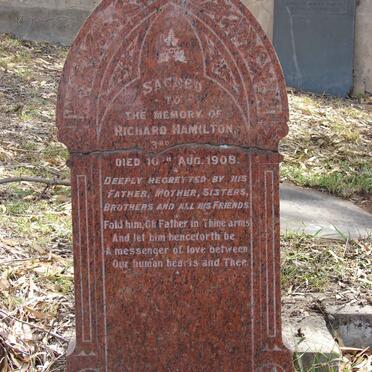 SACRED
TO
THE MEMORY OF
RICHARD HAMILTON,
3RD
DIED 10TH AUG. 1908.
DEEPLY REGRETTED BY HIS
FATHER, MOTHER, SISTERS,
BROTHERS AND ALL HIS FRIENDS.
Fold him, Oh Father in Thine arms
And let him henceforth be
A messenger of love between
Our human hearts and Thee.